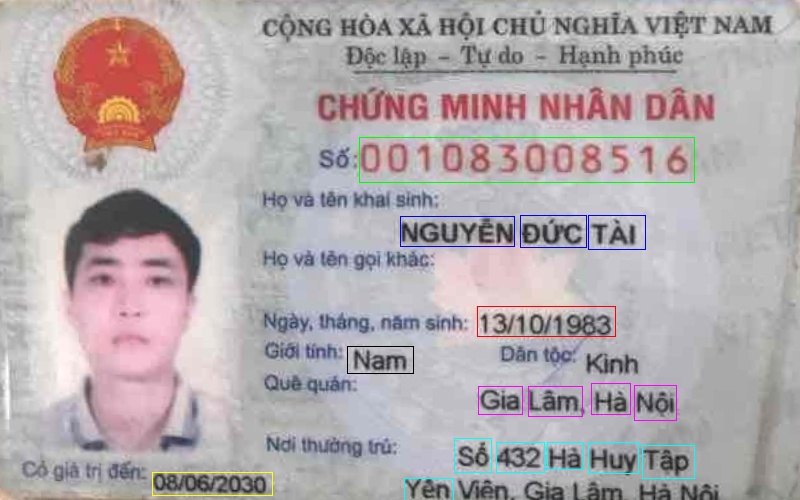 CỘNG HÒA XÃ HỘI CHỦ NGHĨA VIỆT NAM
Độc lập – Tự do – Hạnh phúc
CHỨNG MINH NHÂN DÂN
Số: 001083008516
Họ và tên khai sinh:
NGUYỄN ĐỨC TÀI
Họ và tên gọi khác:
Ngày, tháng, năm sinh: 13/10/1983
Giới tính: Nam Dân tộc: Kinh
Quê quán:
Gia Lâm, Hà Nội
Nơi thường trú:
Số 432 Hà Huy Tập
Yên Viên, Gia Lâm, Hà Nội
Có giá trị đến: 08/06/2030